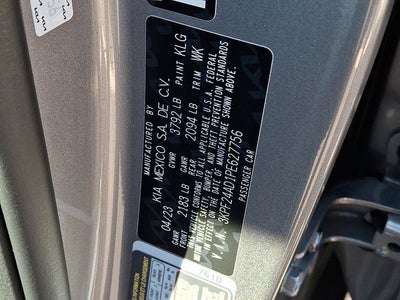 MANUFACTURED BY
04/23 KIA MEXICO S.A. DE C.V.
GVWR 3792 LB PAINT KLG
GAWR FRONT 2183 LB GAWR REAR 2094 LB TRIM WK
THIS VEHICLE CONFORMS TO ALL APPLICABLE U.S.A. FEDERAL
MOTOR VEHICLE SAFETY, BUMPER, AND THEFT PREVENTION STANDARDS
IN EFFECT ON THE DATE OF MANUFACTURE SHOWN ABOVE.
V.I.N. : 3KPF24AD1PE627756
PASSENGER CAR
7610